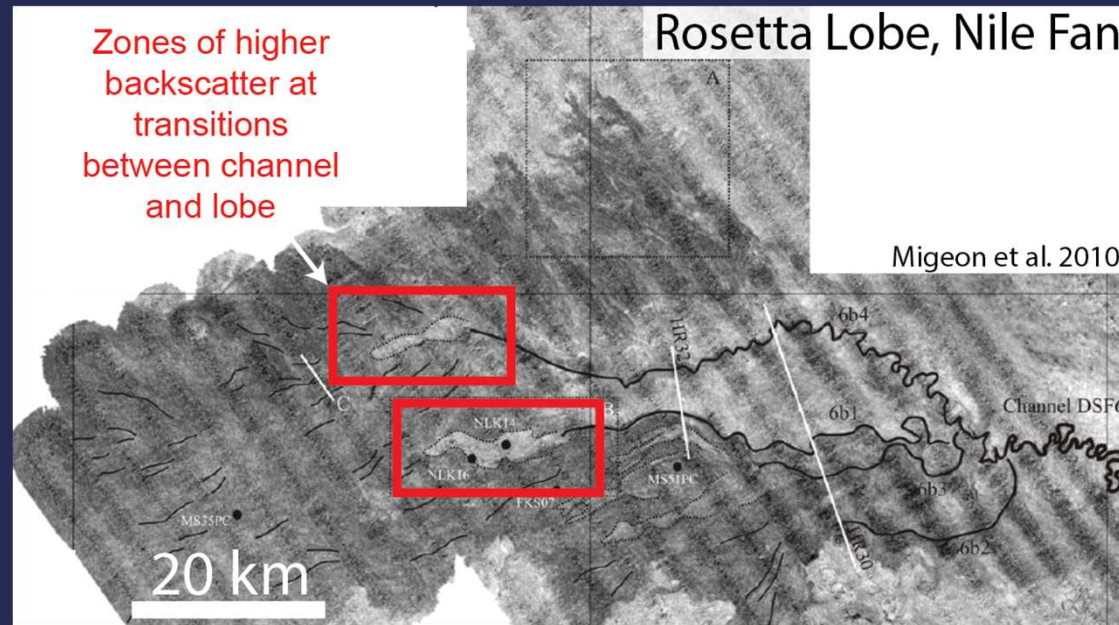 Rosetta Lobe, Nile Fan
Zones of higher
backscatter at
transitions
between channel
and lobe
A
Migeon et al. 2010
6b4
HR32
C
6b1
Channel DSF6
B
NLK14
NLK16
MS51PC
6b3
FKS07
MS35PC
HR30
6b2
20 km